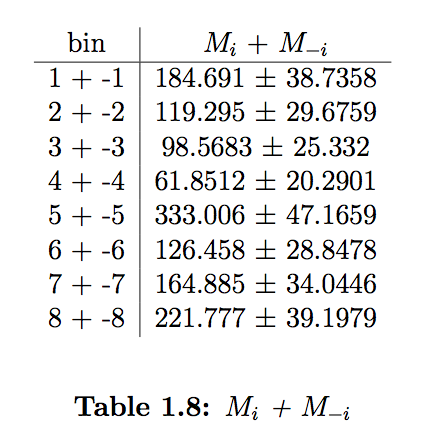 bin M_i + M_{-i}
1 + -1 184.691 ± 38.7358
2 + -2 119.295 ± 29.6759
3 + -3 98.5683 ± 25.332
4 + -4 61.8512 ± 20.2901
5 + -5 333.006 ± 47.1659
6 + -6 126.458 ± 28.8478
7 + -7 164.885 ± 34.0446
8 + -8 221.777 ± 39.1979
Table 1.8: M_i + M_{-i}